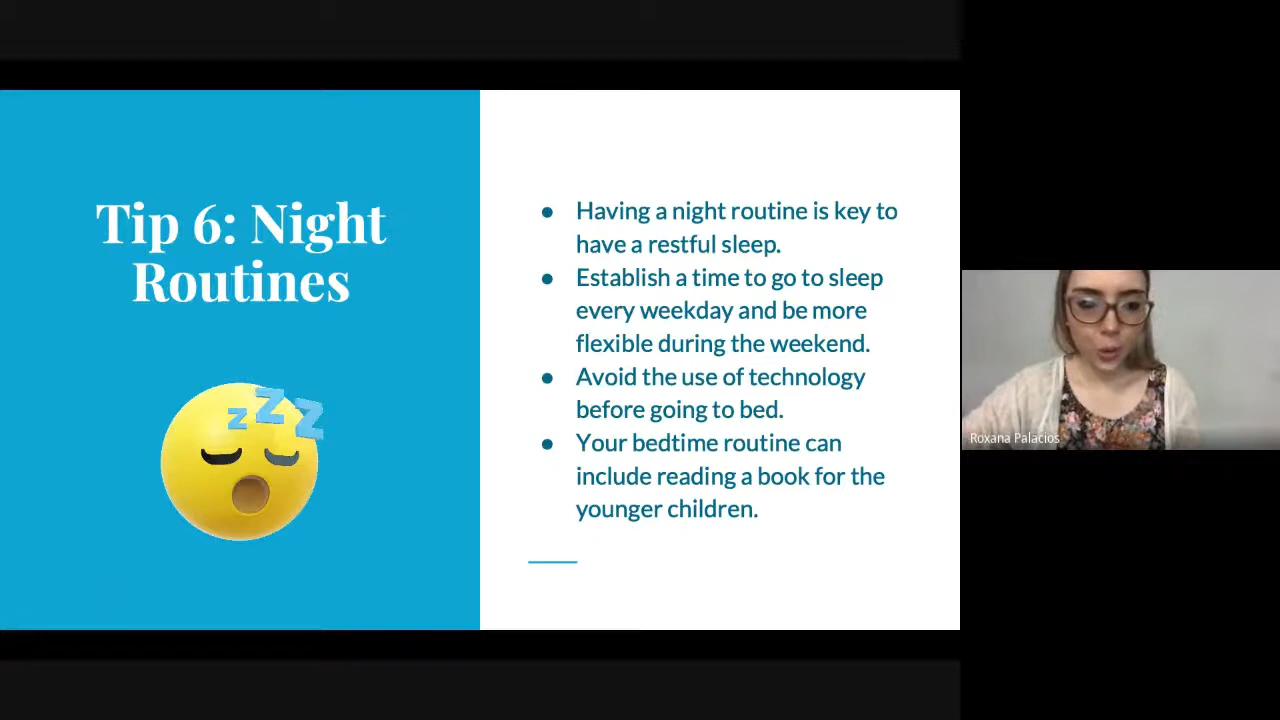 Tip 6: Night
Routines
z Z Z
● Having a night routine is key to
have a restful sleep.
● Establish a time to go to sleep
every weekday and be more
flexible during the weekend.
● Avoid the use of technology
before going to bed.
● Your bedtime routine can
include reading a book for the
younger children.
Roxana Palacios